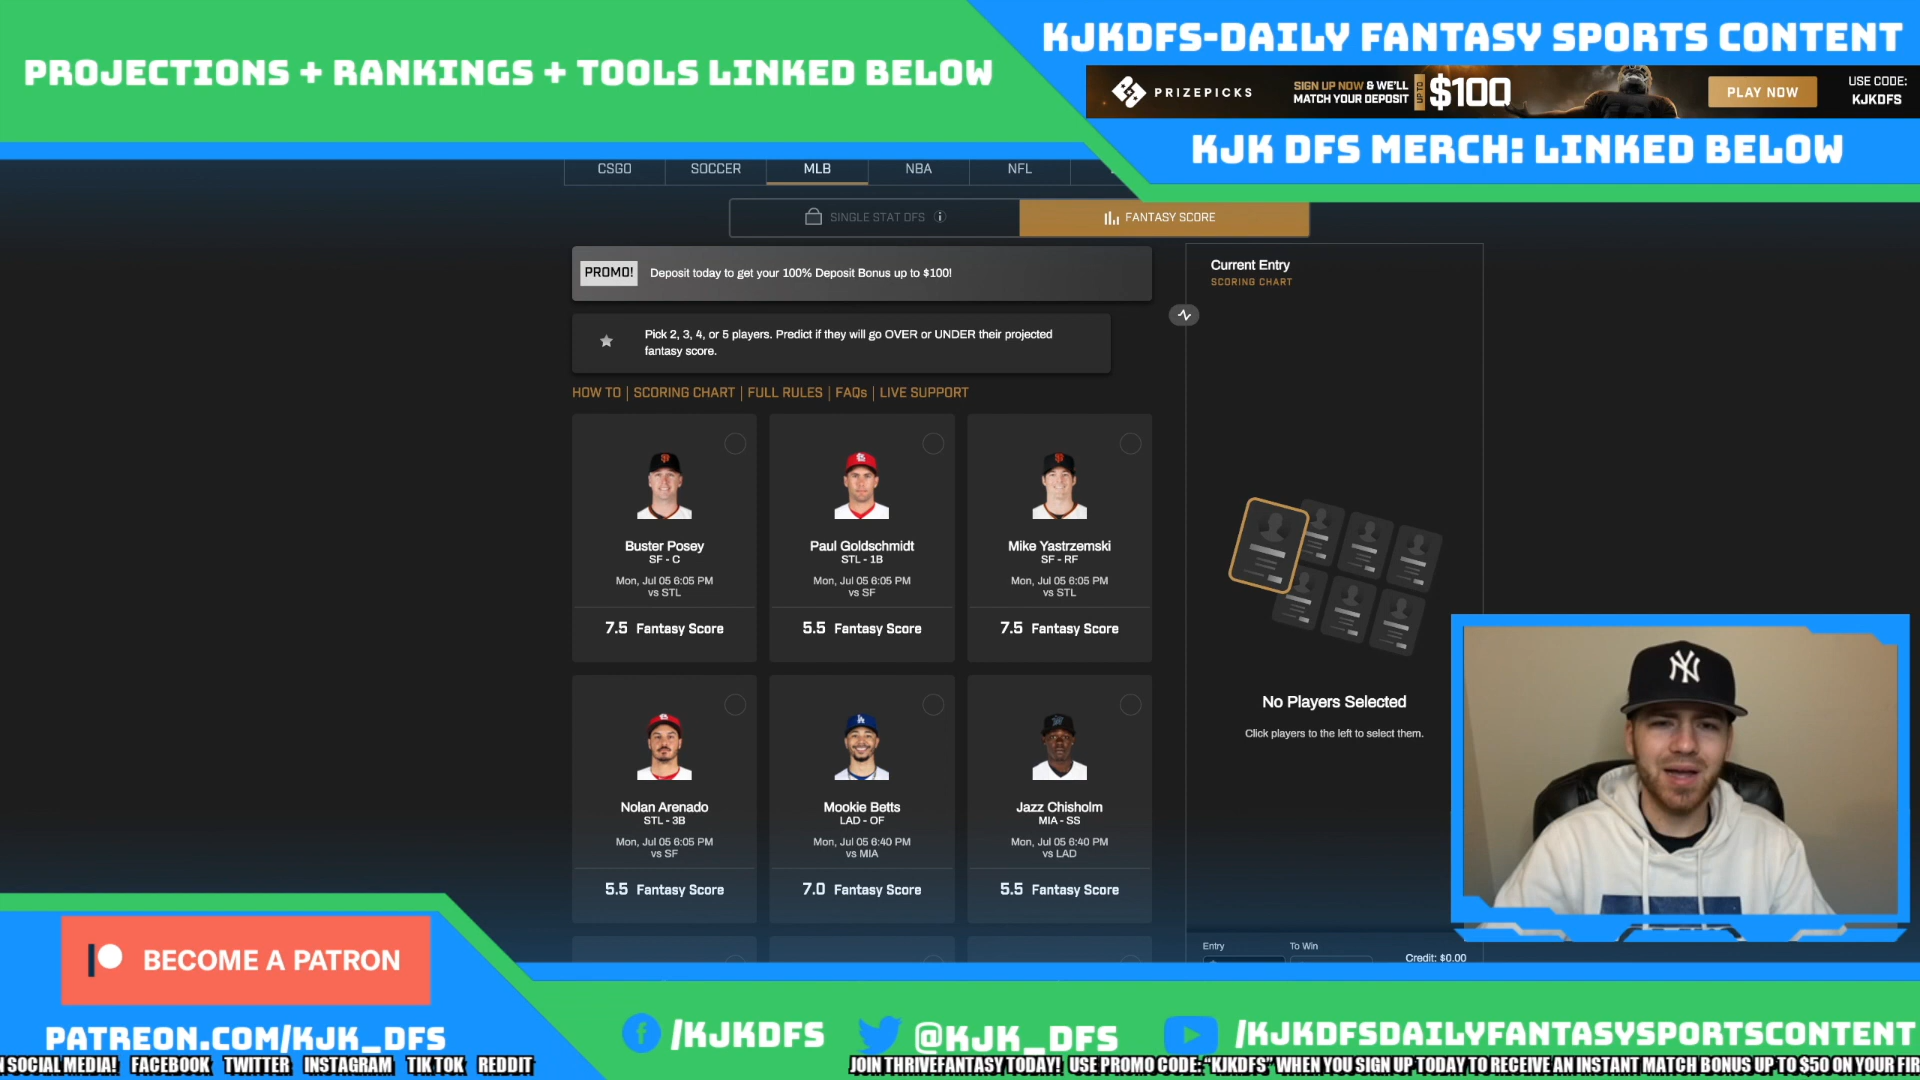 PROJECTIONS + RANKINGS + TOOLS LINKED BELOW
KJKDFS-DAILY FANTASY SPORTS CONTENT
PRIZEPICKS
SIGN UP NOW & WE'LL
MATCH YOUR DEPOSIT
UP TO
$100
PLAY NOW
USE CODE:
KJKDFS
KJK DFS MERCH: LINKED BELOW
CSGO SOCCER MLB NBA NFL
SINGLE STAT DFS FANTASY SCORE
PROMO! Deposit today to get your 100% Deposit Bonus up to $100!
Pick 2, 3, 4, or 5 players. Predict if they will go OVER or UNDER their projected
fantasy score.
HOW TO | SCORING CHART | FULL RULES | FAQs | LIVE SUPPORT
Buster Posey
SF - C
Mon, Jul 05 6:05 PM
vs STL
7.5 Fantasy Score
Paul Goldschmidt
STL - 1B
Mon, Jul 05 6:05 PM
vs SF
5.5 Fantasy Score
Mike Yastrzemski
SF - RF
Mon, Jul 05 6:05 PM
vs STL
7.5 Fantasy Score
Nolan Arenado
STL - 3B
Mon, Jul 05 6:05 PM
vs SF
5.5 Fantasy Score
Mookie Betts
LAD - OF
Mon, Jul 05 6:40 PM
vs MIA
7.0 Fantasy Score
Jazz Chisholm
MIA - SS
Mon, Jul 05 6:40 PM
vs LAD
5.5 Fantasy Score
Current Entry
SCORING CHART
No Players Selected
Click players to the left to select them.
Entry
To Win
Credit: $0.00
NY
BECOME A PATRON
PATREON.COM/KJK_DFS
/KJKDFS
@KJK_DFS
/KJKDFSDAILYFANTASYSPORTSCONTENT
N SOCIAL MEDIA! FACEBOOK TWITTER INSTAGRAM TIK TOK REDDIT
JOIN THRIVEFANTASY TODAY! USE PROMO CODE: "KJKDFS" WHEN YOU SIGN UP TODAY TO RECEIVE AN INSTANT MATCH BONUS UP TO $50 ON YOUR FIR